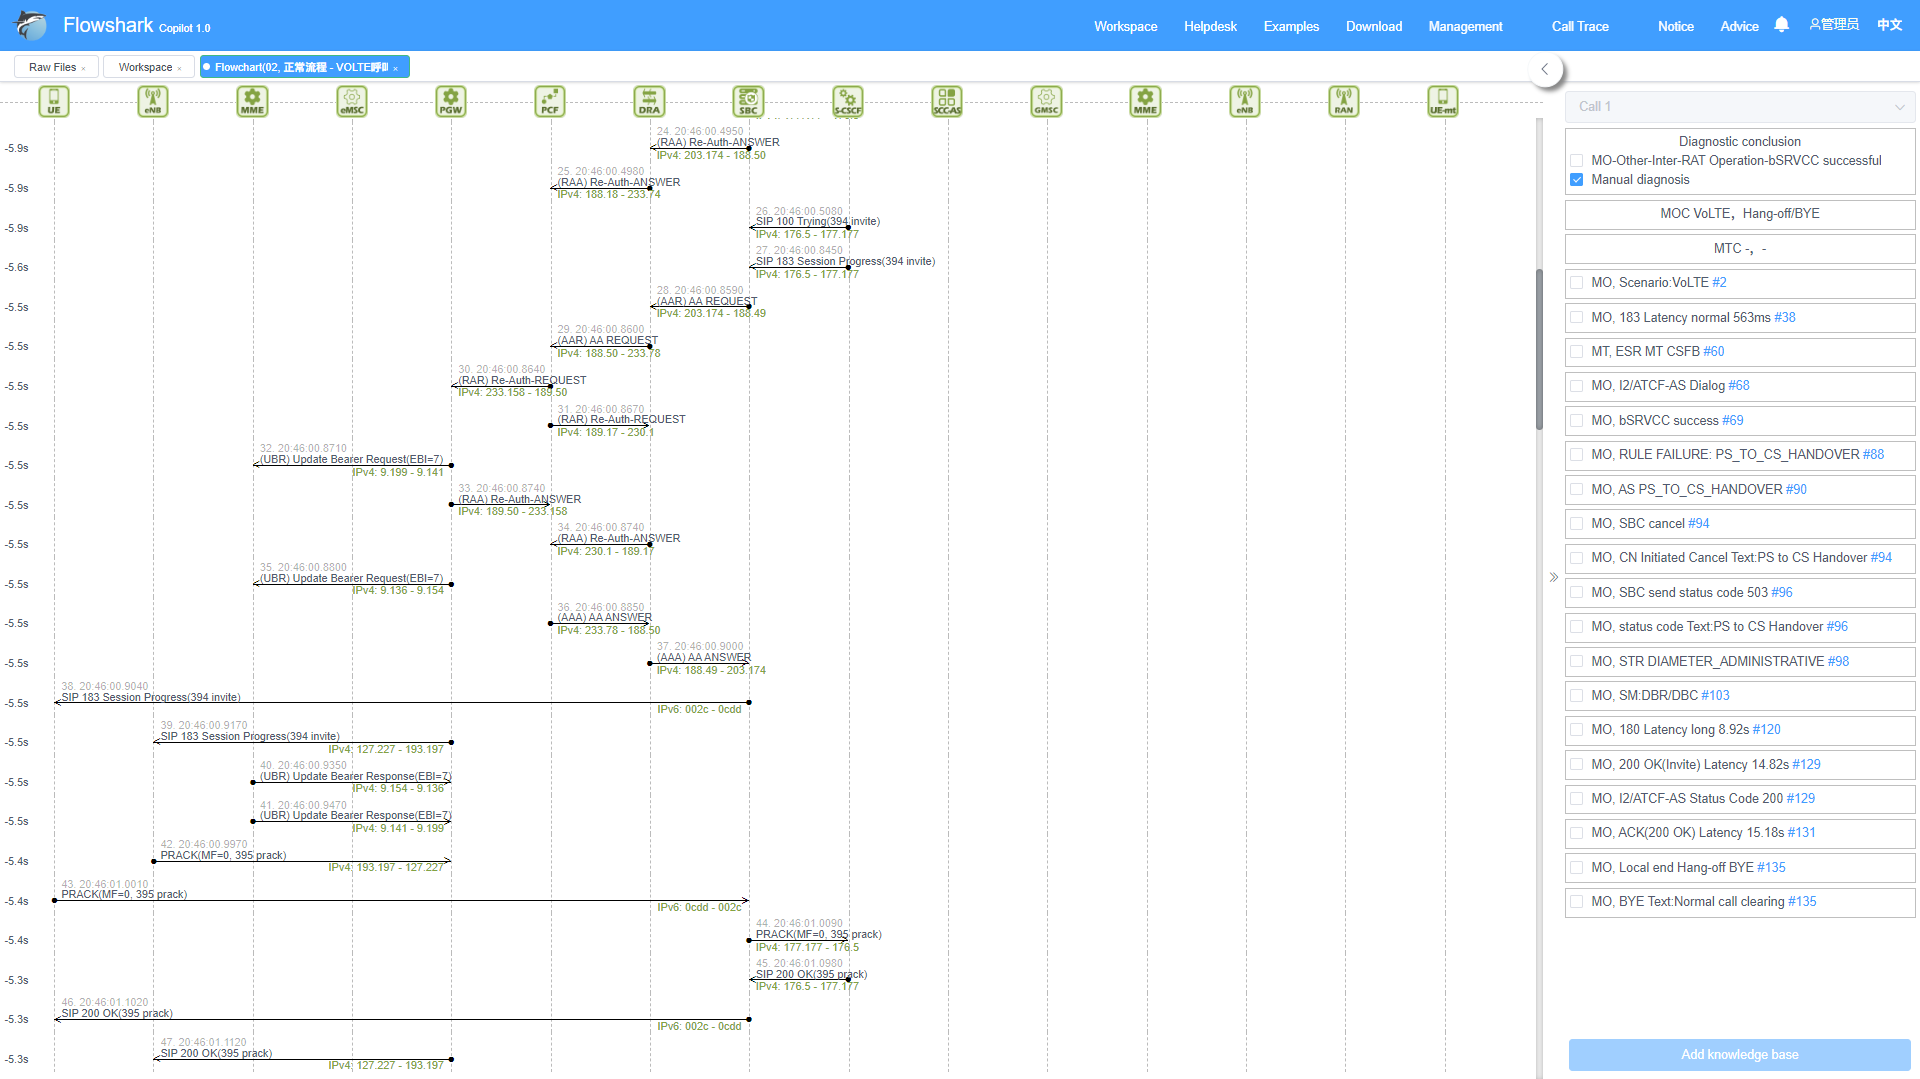 Flowshark Copilot 1.0
Workspace Helpdesk Examples Download Management Call Trace Notice Advice 管理员 中文
Raw Files × Workspace × Flowchart(02, 正常流程 - VOLTE呼 ×
UE eNB MME eMSC PGW PCF DRA SBC S-CSCF SCC-AS GMSC MME eNB RAN UE-mt
24. 20:46:00.4950
-5.9s (RAA) Re-Auth-ANSWER
IPv4: 203.174 - 188.50
25. 20:46:00.4980
-5.9s (RAA) Re-Auth-ANSWER
IPv4: 188.18 - 233.74
26. 20:46:00.5080
-5.9s SIP 100 Trying(394 invite)
IPv4: 176.5 - 177.177
27. 20:46:00.8450
-5.6s SIP 183 Session Progress(394 invite)
IPv4: 176.5 - 177.177
28. 20:46:00.8590
-5.5s (AAR) AA REQUEST
IPv4: 203.174 - 188.49
29. 20:46:00.8600
-5.5s (AAR) AA REQUEST
IPv4: 188.50 - 233.78
30. 20:46:00.8640
-5.5s (RAR) Re-Auth-REQUEST
IPv4: 233.158 - 189.50
31. 20:46:00.8670
-5.5s (RAR) Re-Auth-REQUEST
IPv4: 189.17 - 230.1
32. 20:46:00.8710
-5.5s (UBR) Update Bearer Request(EBI=7)
IPv4: 9.199 - 9.141
33. 20:46:00.8740
-5.5s (RAA) Re-Auth-ANSWER
IPv4: 189.50 - 233.158
34. 20:46:00.8740
-5.5s (RAA) Re-Auth-ANSWER
IPv4: 230.1 - 189.17
35. 20:46:00.8800
-5.5s (UBR) Update Bearer Request(EBI=7)
IPv4: 9.136 - 9.154
36. 20:46:00.8850
-5.5s (AAA) AA ANSWER
IPv4: 233.78 - 188.50
37. 20:46:00.9000
-5.5s (AAA) AA ANSWER
IPv4: 188.49 - 203.174
38. 20:46:00.9040
-5.5s SIP 183 Session Progress(394 invite)
IPv6: 002c - 0cdd
39. 20:46:00.9170
-5.5s SIP 183 Session Progress(394 invite)
IPv4: 127.227 - 193.197
40. 20:46:00.9350
-5.5s (UBR) Update Bearer Response(EBI=7)
IPv4: 9.154 - 9.136
41. 20:46:00.9470
-5.5s (UBR) Update Bearer Response(EBI=7)
IPv4: 9.141 - 9.199
42. 20:46:00.9970
-5.4s PRACK(MF=0, 395 prack)
IPv4: 193.197 - 127.227
43. 20:46:01.0010
-5.4s PRACK(MF=0, 395 prack)
IPv6: 0cdd - 002c
44. 20:46:01.0090
-5.4s PRACK(MF=0, 395 prack)
IPv4: 177.177 - 176.5
45. 20:46:01.0980
-5.3s SIP 200 OK(395 prack)
IPv4: 176.5 - 177.177
46. 20:46:01.1020
-5.3s SIP 200 OK(395 prack)
IPv6: 002c - 0cdd
47. 20:46:01.1120
-5.3s SIP 200 OK(395 prack)
IPv4: 127.227 - 193.197
Call 1
Diagnostic conclusion
MO-Other-Inter-RAT Operation-bSRVCC successful
Manual diagnosis
MOC VoLTE，Hang-off/BYE
MTC -，-
MO, Scenario:VoLTE #2
MO, 183 Latency normal 563ms #38
MT, ESR MT CSFB #60
MO, I2/ATCF-AS Dialog #68
MO, bSRVCC success #69
MO, RULE FAILURE: PS_TO_CS_HANDOVER #88
MO, AS PS_TO_CS_HANDOVER #90
MO, SBC cancel #94
MO, CN Initiated Cancel Text:PS to CS Handover #94
MO, SBC send status code 503 #96
MO, status code Text:PS to CS Handover #96
MO, STR DIAMETER_ADMINISTRATIVE #98
MO, SM:DBR/DBC #103
MO, 180 Latency long 8.92s #120
MO, 200 OK(Invite) Latency 14.82s #129
MO, I2/ATCF-AS Status Code 200 #129
MO, ACK(200 OK) Latency 15.18s #131
MO, Local end Hang-off BYE #135
MO, BYE Text:Normal call clearing #135
Add knowledge base